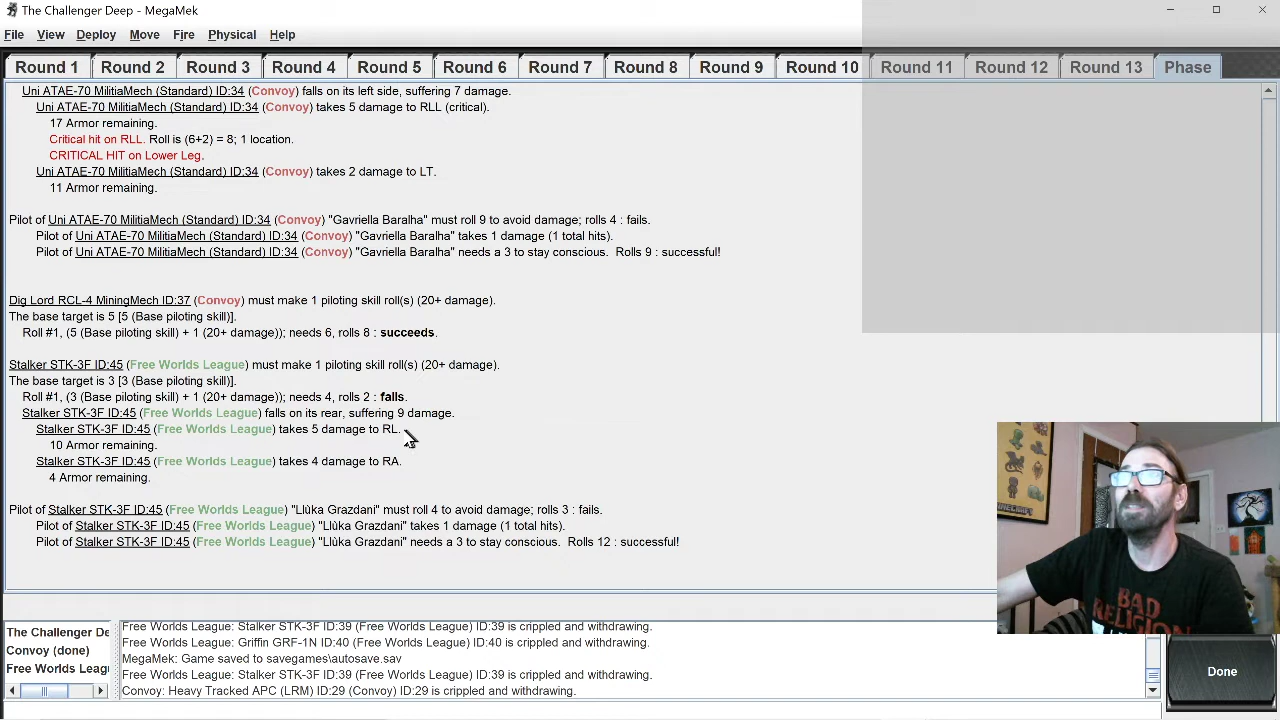 The Challenger Deep - MegaMek
File View Deploy Move Fire Physical Help
Round 1 Round 2 Round 3 Round 4 Round 5 Round 6 Round 7 Round 8 Round 9 Round 10 Round 11 Round 12 Round 13 Phase
Uni ATAE-70 MilitiaMech (Standard) ID:34 (Convoy) falls on its left side, suffering 7 damage.
Uni ATAE-70 MilitiaMech (Standard) ID:34 (Convoy) takes 5 damage to RLL (critical).
17 Armor remaining.
Critical hit on RLL. Roll is (6+2) = 8; 1 location.
CRITICAL HIT on Lower Leg.
Uni ATAE-70 MilitiaMech (Standard) ID:34 (Convoy) takes 2 damage to LT.
11 Armor remaining.
Pilot of Uni ATAE-70 MilitiaMech (Standard) ID:34 (Convoy) "Gavriella Baralha" must roll 9 to avoid damage; rolls 4 : fails.
Pilot of Uni ATAE-70 MilitiaMech (Standard) ID:34 (Convoy) "Gavriella Baralha" takes 1 damage (1 total hits).
Pilot of Uni ATAE-70 MilitiaMech (Standard) ID:34 (Convoy) "Gavriella Baralha" needs a 3 to stay conscious. Rolls 9 : successful!
Dig Lord RCL-4 MiningMech ID:37 (Convoy) must make 1 piloting skill roll(s) (20+ damage).
The base target is 5 [5 (Base piloting skill)].
Roll #1, (5 (Base piloting skill) + 1 (20+ damage)); needs 6, rolls 8 : succeeds.
Stalker STK-3F ID:45 (Free Worlds League) must make 1 piloting skill roll(s) (20+ damage).
The base target is 3 [3 (Base piloting skill)].
Roll #1, (3 (Base piloting skill) + 1 (20+ damage)); needs 4, rolls 2 : falls.
Stalker STK-3F ID:45 (Free Worlds League) falls on its rear, suffering 9 damage.
Stalker STK-3F ID:45 (Free Worlds League) takes 5 damage to RL.
10 Armor remaining.
Stalker STK-3F ID:45 (Free Worlds League) takes 4 damage to RA.
4 Armor remaining.
Pilot of Stalker STK-3F ID:45 (Free Worlds League) "Llúka Grazdani" must roll 4 to avoid damage; rolls 3 : fails.
Pilot of Stalker STK-3F ID:45 (Free Worlds League) "Llúka Grazdani" takes 1 damage (1 total hits).
Pilot of Stalker STK-3F ID:45 (Free Worlds League) "Llúka Grazdani" needs a 3 to stay conscious. Rolls 12 : successful!
BAD
RELIGION
The Challenger De
Convoy (done)
Free Worlds Leagu
Free Worlds League: Stalker STK-3F ID:39 (Free Worlds League) ID:39 is crippled and withdrawing.
Free Worlds League: Griffin GRF-1N ID:40 (Free Worlds League) ID:40 is crippled and withdrawing.
MegaMek: Game saved to savegames\autosave.sav
Free Worlds League: Stalker STK-3F ID:39 (Free Worlds League) ID:39 is crippled and withdrawing.
Convoy: Heavy Tracked APC (LRM) ID:29 (Convoy) ID:29 is crippled and withdrawing.
Done